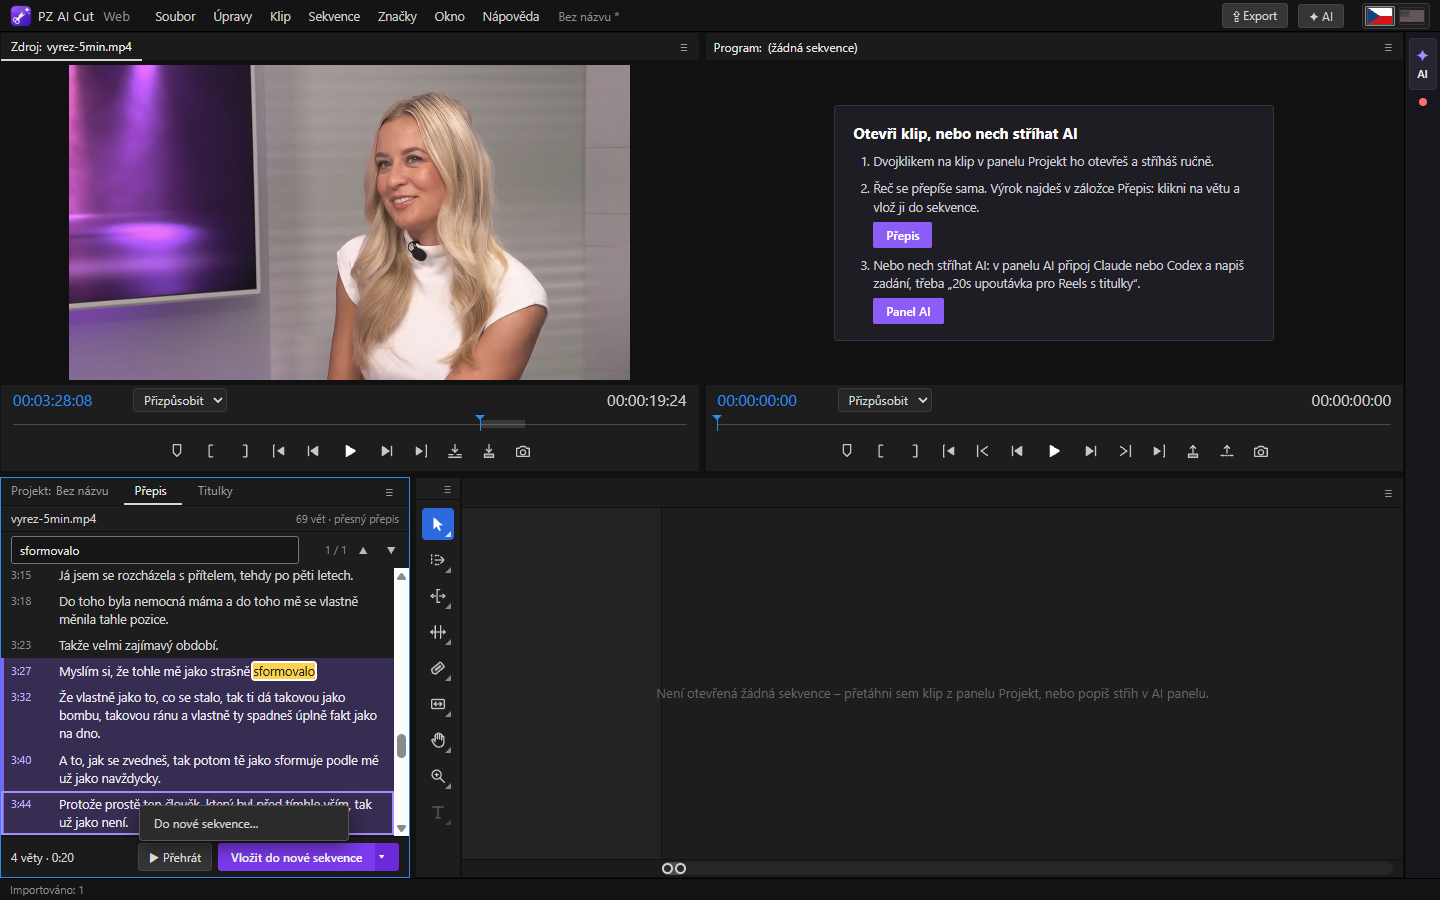 PZ AI Cut Web Soubor Úpravy Klip Sekvence Značky Okno Nápověda Bez názvu * Export AI
Zdroj: vyrez-5min.mp4
Program: (žádná sekvence)
AI
Otevři klip, nebo nech stříhat AI
1. Dvojklikem na klip v panelu Projekt ho otevřeš a stříháš ručně.
2. Řeč se přepíše sama. Výrok najdeš v záložce Přepis: klikni na větu a
vlož ji do sekvence.
Přepis
3. Nebo nech stříhat AI: v panelu AI připoj Claude nebo Codex a napiš
zadání, třeba „20s upoutávka pro Reels s titulky“.
Panel AI
00:03:28:08 Přizpůsobit 00:00:19:24
00:00:00:00 Přizpůsobit 00:00:00:00
Projekt: Bez názvu Přepis Titulky
vyrez-5min.mp4 69 vět · přesný přepis
sformovalo 1 / 1
3:15 Já jsem se rozcházela s přítelem, tehdy po pěti letech.
3:18 Do toho byla nemocná máma a do toho mě se vlastně
měnila tahle pozice.
3:23 Takže velmi zajímavý období.
3:27 Myslím si, že tohle mě jako strašně sformovalo
3:32 Že vlastně jako to, co se stalo, tak ti dá takovou jako
bombu, takovou ránu a vlastně ty spadneš úplně fakt jako
na dno.
3:40 A to, jak se zvedneš, tak potom tě jako sformuje podle mě
už jako navždycky.
3:44 Protože prostě ten člověk, který byl před tímhle vším, tak
už jako není.
Do nové sekvence...
4 věty · 0:20 Přehrát Vložit do nové sekvence
Není otevřená žádná sekvence – přetáhni sem klip z panelu Projekt, nebo popiš střih v AI panelu.
Importováno: 1